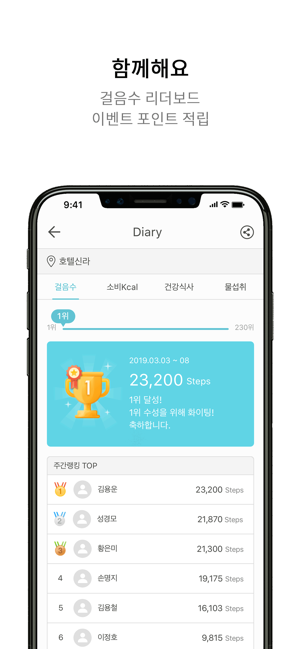 함께해요
걸음수 리더보드
이벤트 포인트 적립
9:41
Diary
호텔신라
걸음수 소비Kcal 건강식사 물섭취
1위
1위 230위
1
2019.03.03 ~ 08
23,200 Steps
1위 달성!
1위 수성을 위해 화이팅!
축하합니다.
주간랭킹 TOP
1 김용운 23,200 Steps
2 성경모 21,870 Steps
3 황은미 21,300 Steps
4 손명지 19,175 Steps
5 김용철 16,103 Steps
6 이정호 9,815 Steps